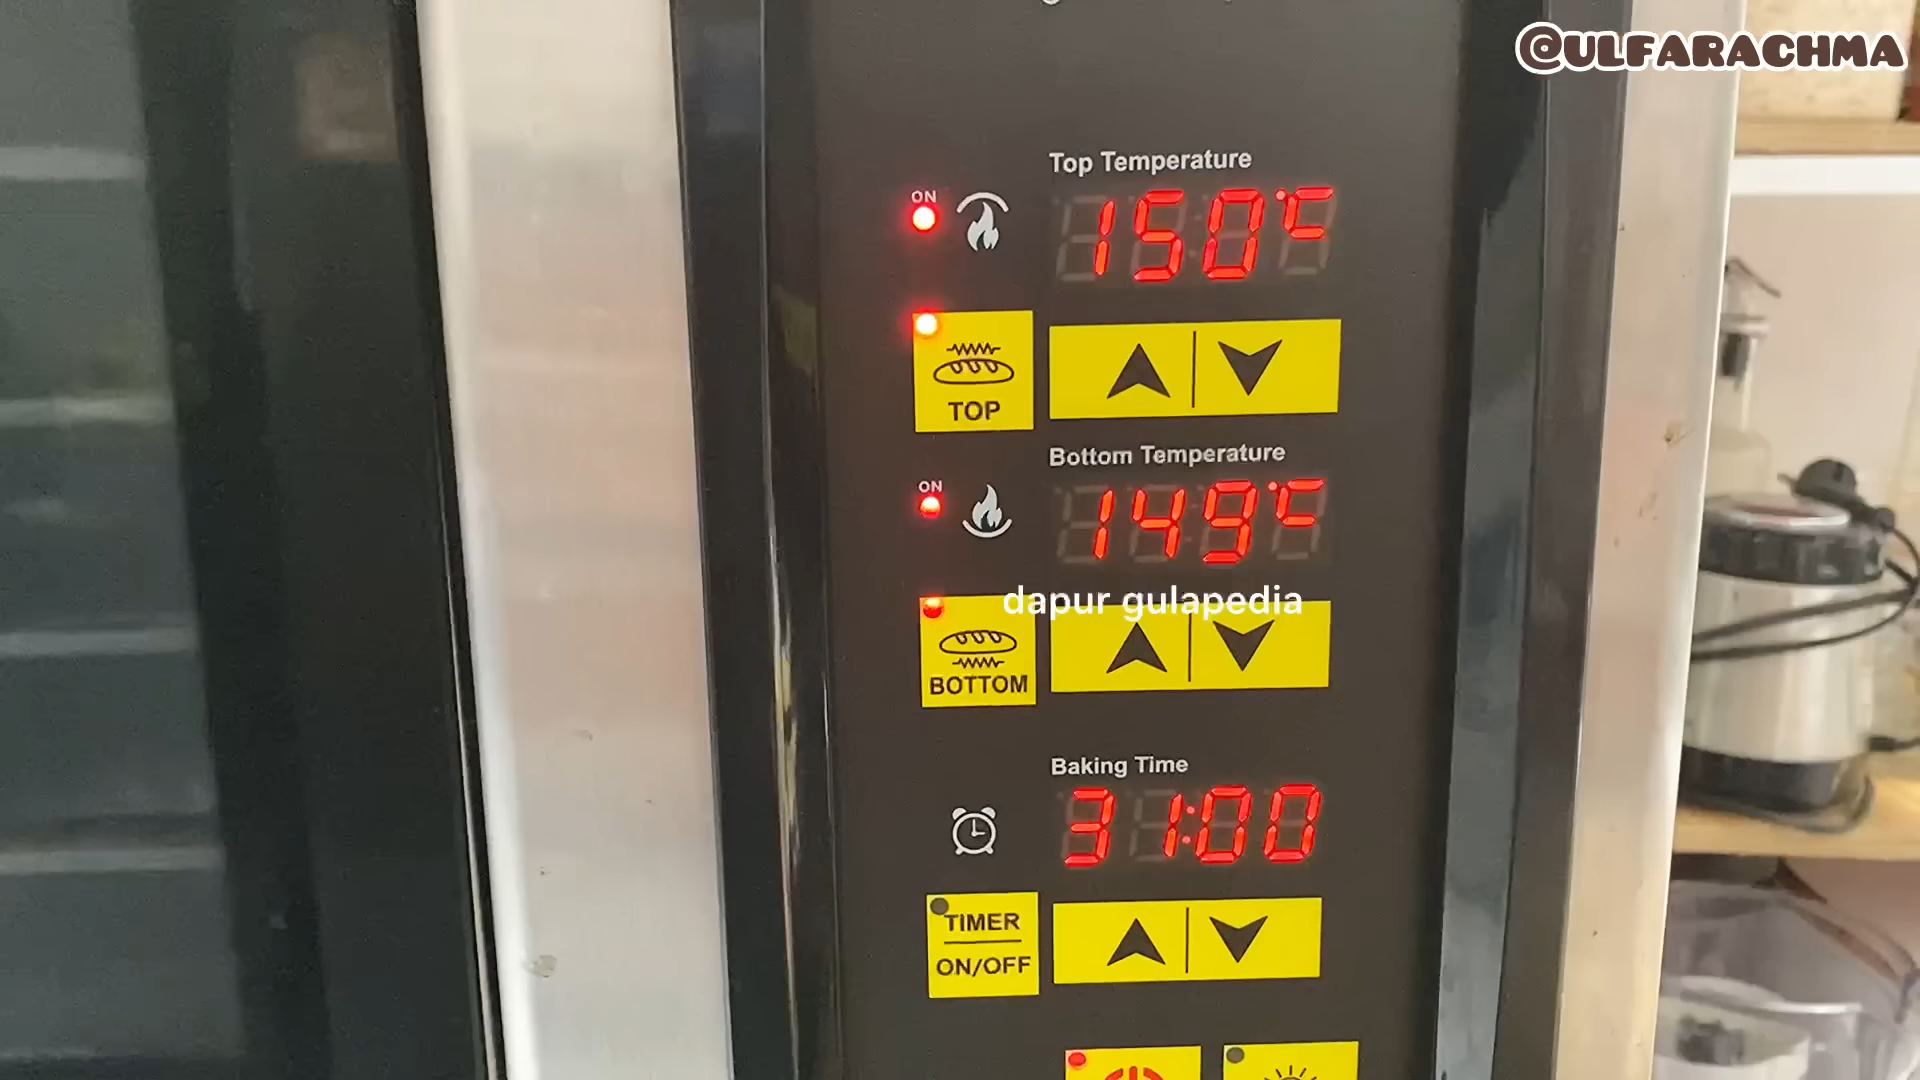 @ULFARACHMA
Top Temperature
ON
150°C
TOP
Bottom Temperature
ON
149°C
dapur gulapedia
BOTTOM
Baking Time
31:00
TIMER
ON/OFF